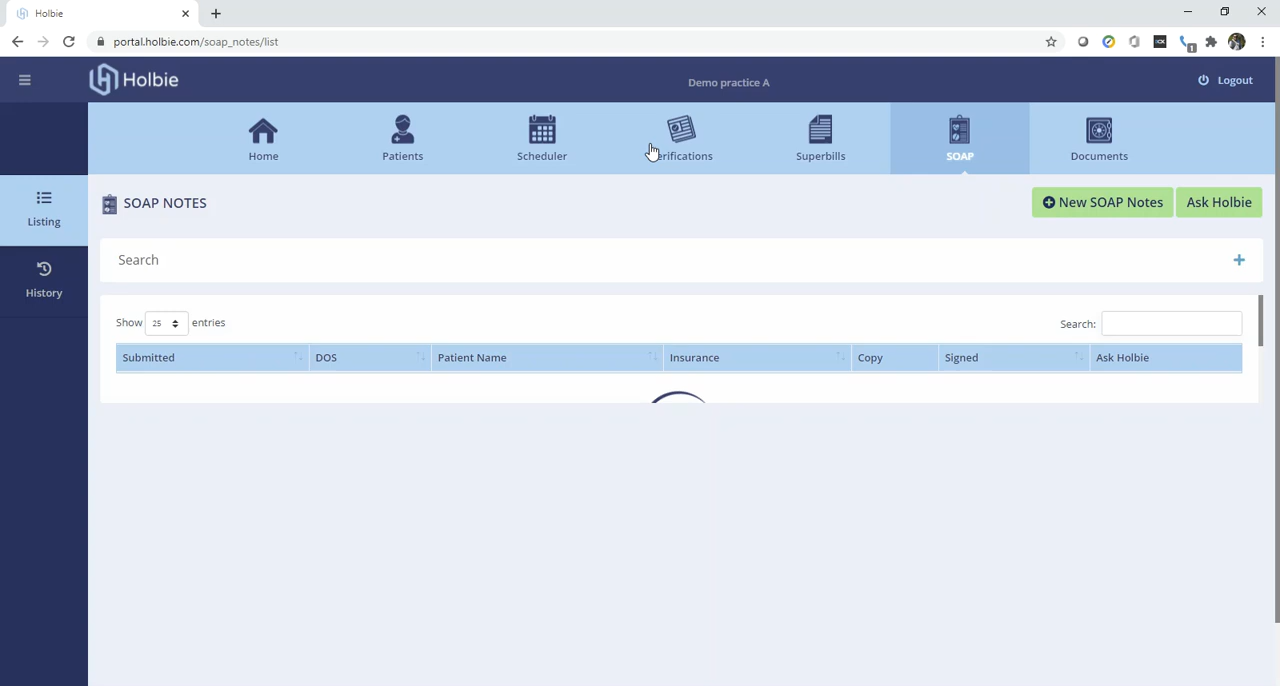 Holbie
portal.holbie.com/soap_notes/list
1
Holbie
Demo practice A
Logout
Home
Patients
Scheduler
Superbills
SOAP
Documents
Listing
History
SOAP NOTES
New SOAP Notes
Ask Holbie
Search
Show 25 entries
Search:
Submitted
DOS
Patient Name
Insurance
Copy
Signed
Ask Holbie